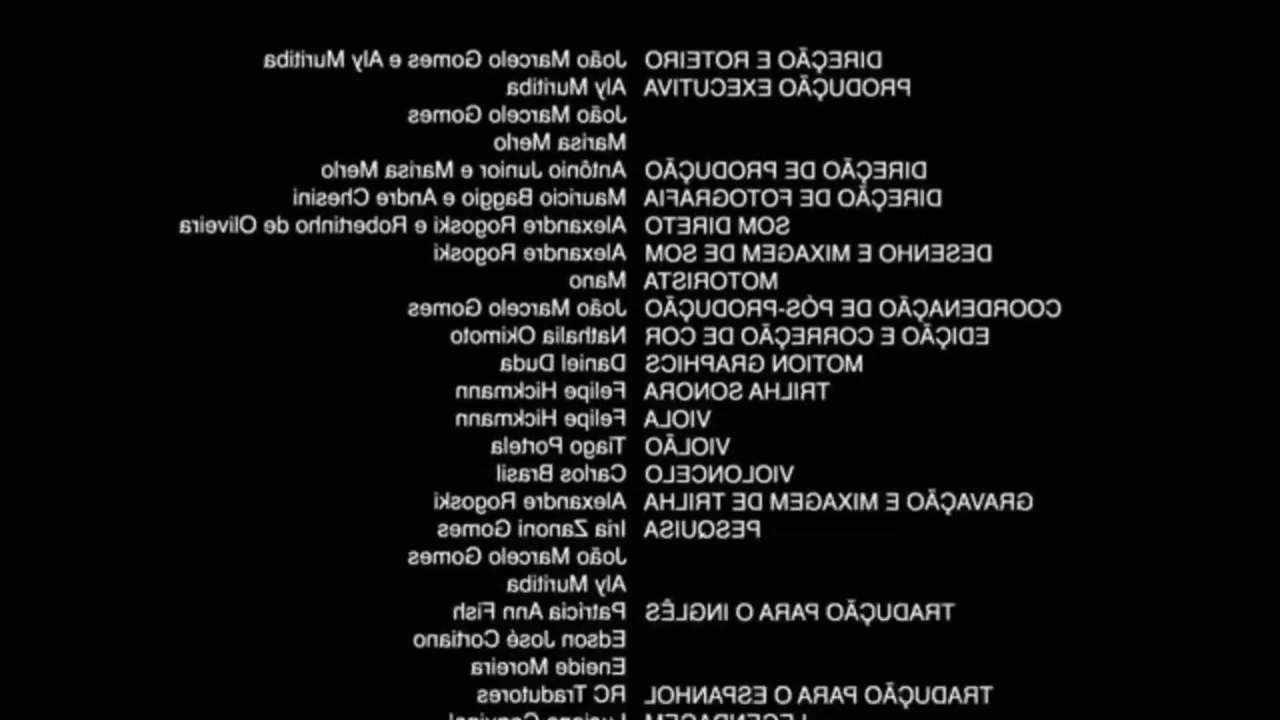 DIREÇÃO E ROTEIRO João Marcelo Gomes e Aly Muritiba
PRODUÇÃO EXECUTIVA Aly Muritiba
João Marcelo Gomes
Marisa Merlo
DIREÇÃO DE PRODUÇÃO Antônio Junior e Marisa Merlo
DIREÇÃO DE FOTOGRAFIA Mauricio Baggio e Andre Chesini
SOM DIRETO Alexandre Rogoski e Robertinho de Oliveira
DESENHO E MIXAGEM DE SOM Alexandre Rogoski
MOTORISTA Mano
COORDENAÇÃO DE PÓS-PRODUÇÃO João Marcelo Gomes
EDIÇÃO E CORREÇÃO DE COR Nathalia Okimoto
MOTION GRAPHICS Daniel Duda
TRILHA SONORA Felipe Hickmann
VIOLA Felipe Hickmann
VIOLÃO Tiago Portela
VIOLONCELO Carlos Brasil
GRAVAÇÃO E MIXAGEM DE TRILHA Alexandre Rogoski
PESQUISA Iria Zanoni Gomes
João Marcelo Gomes
Aly Muritiba
TRADUÇÃO PARA O INGLÊS Patrícia Ann Fish
Edson José Cortiano
Eneide Moreira
TRADUÇÃO PARA O ESPANHOL RC Tradutores
LEGENDAGEM Luciano